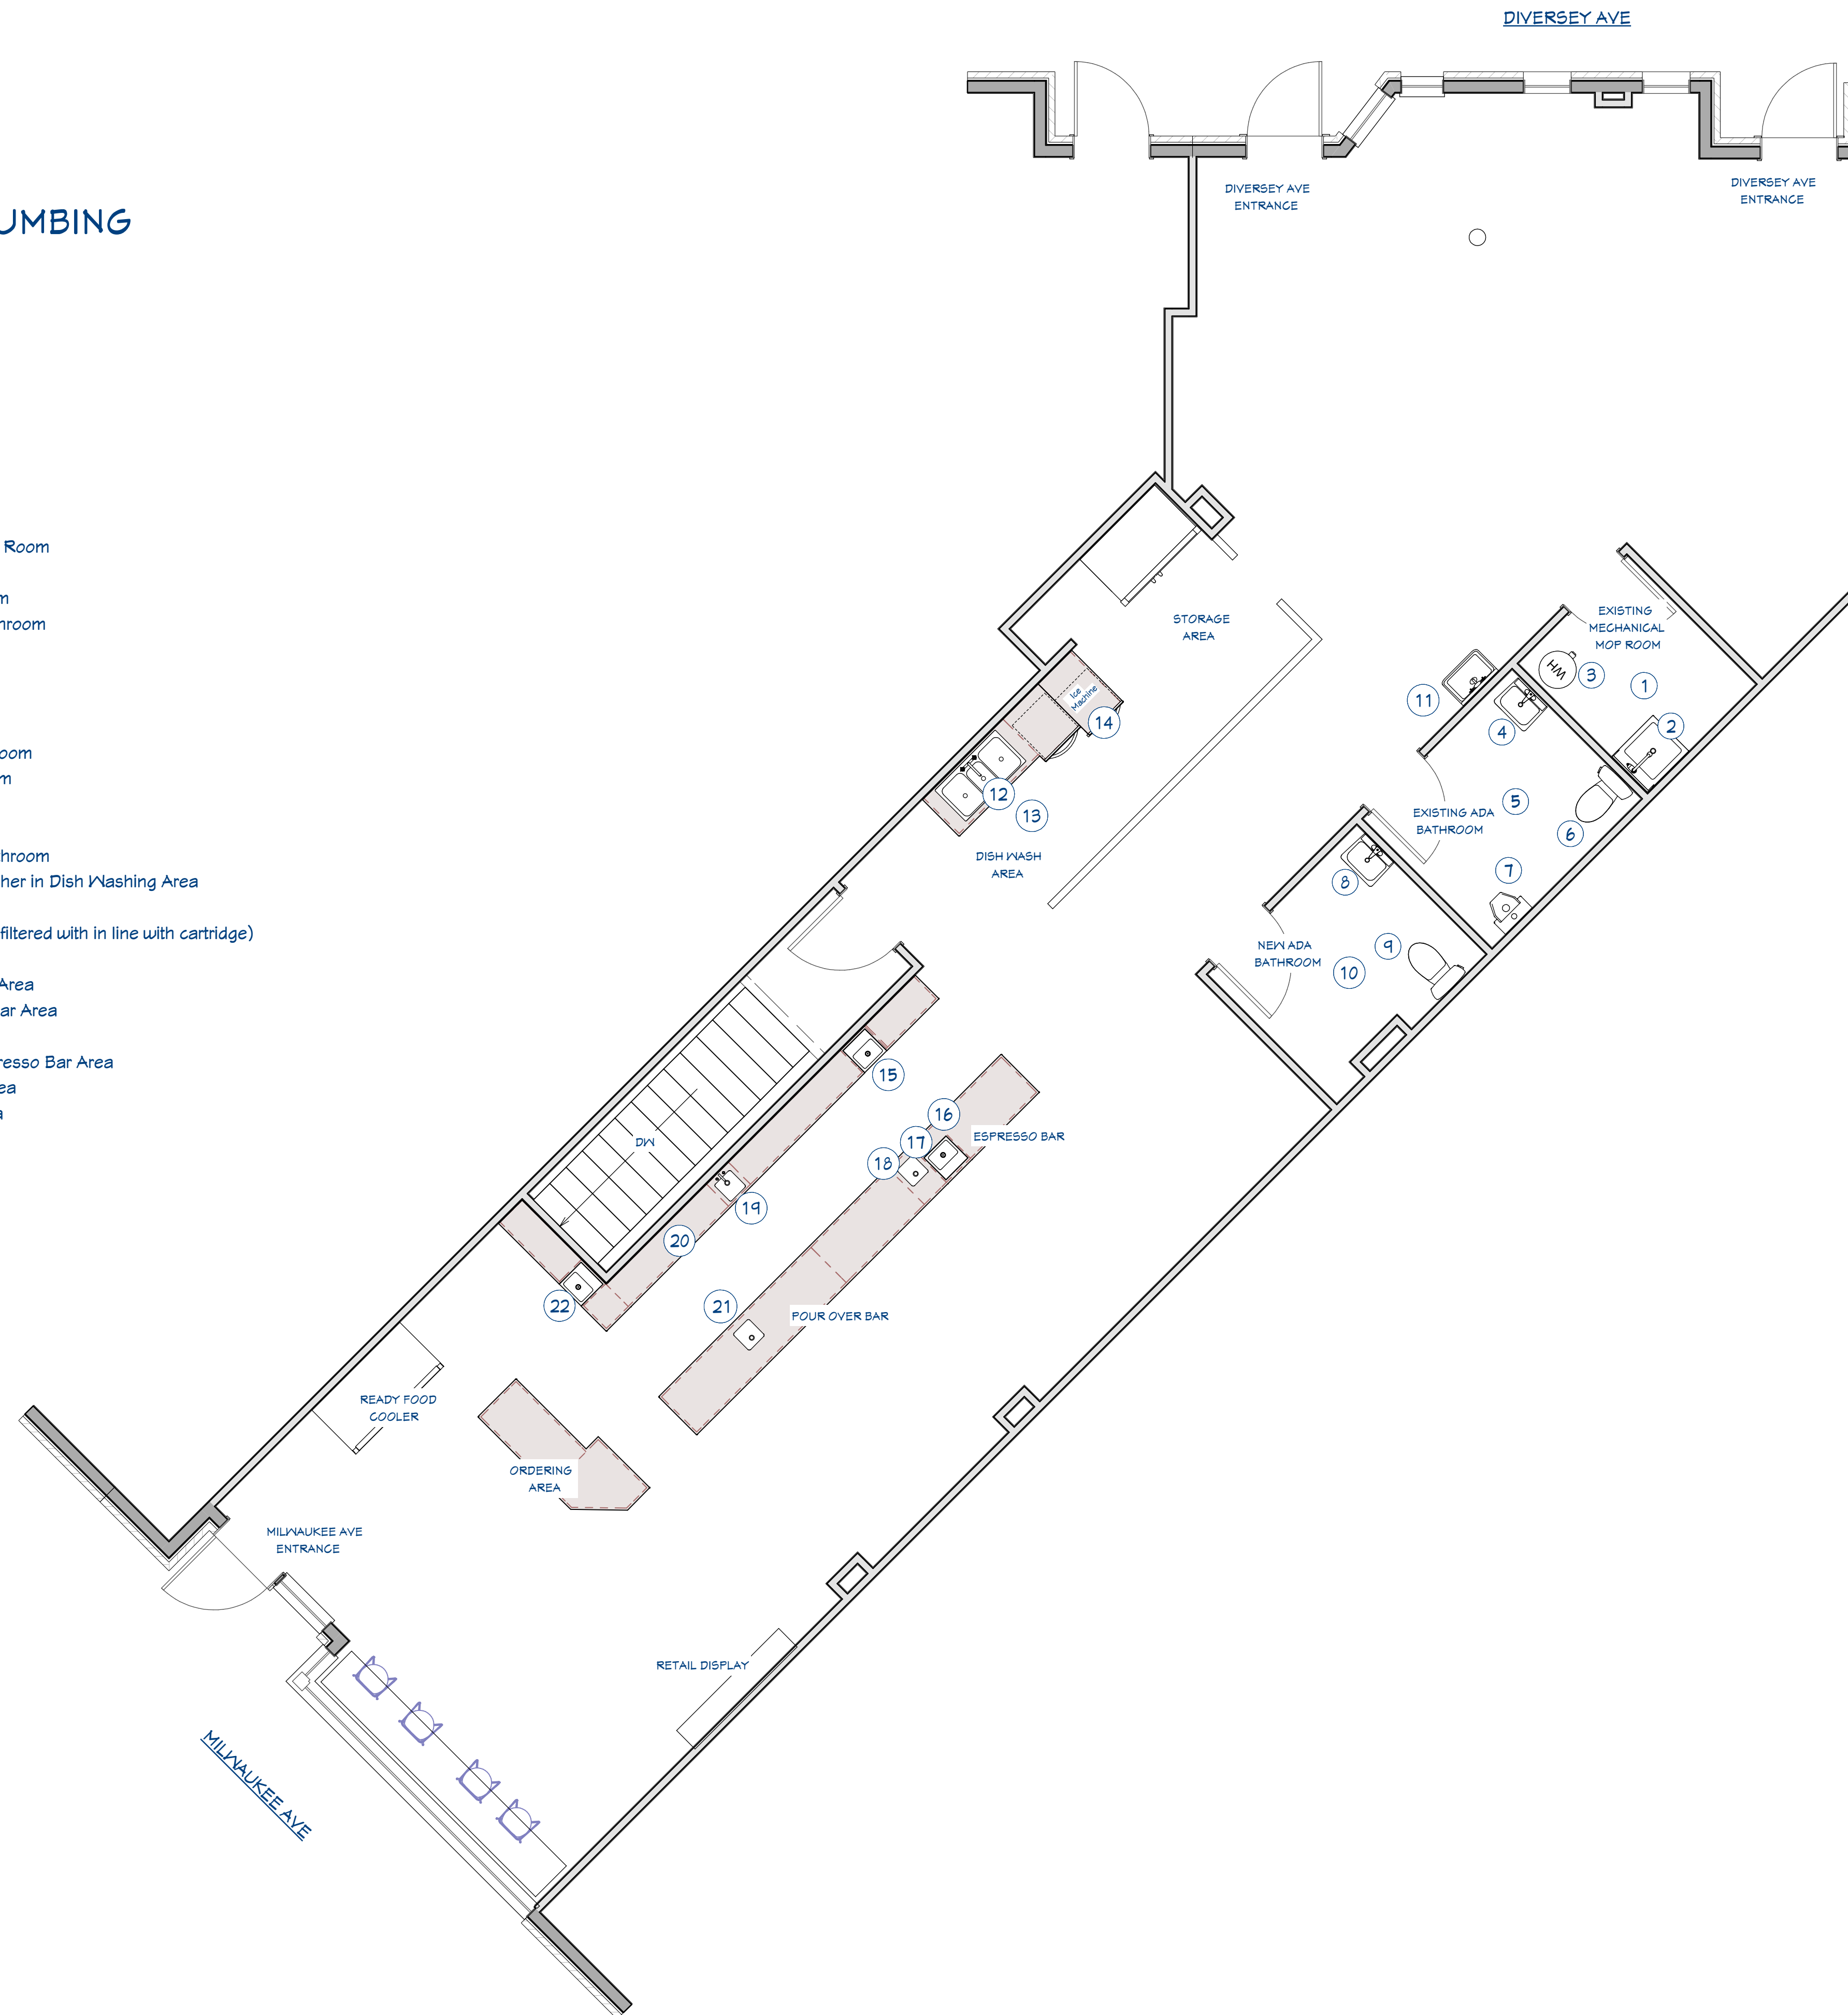 DIVERSEY AVE
DIVERSEY AVE
ENTRANCE
DIVERSEY AVE
ENTRANCE
UMBING
Room
m
hroom
oom
m
throom
her in Dish Washing Area
filtered with in line with cartridge)
Area
ar Area
resso Bar Area
ea
a
STORAGE
AREA
EXISTING
MECHANICAL
MOP ROOM
WH
3
1
2
11
4
Ice
Machine
14
12
13
5
EXISTING ADA
BATHROOM
6
DISH WASH
AREA
7
8
NEW ADA
BATHROOM
9
10
15
16
17
ESPRESSO BAR
18
DW
19
20
21
22
POUR OVER BAR
READY FOOD
COOLER
ORDERING
AREA
MILWAUKEE AVE
ENTRANCE
RETAIL DISPLAY
MILWAUKEE AVE